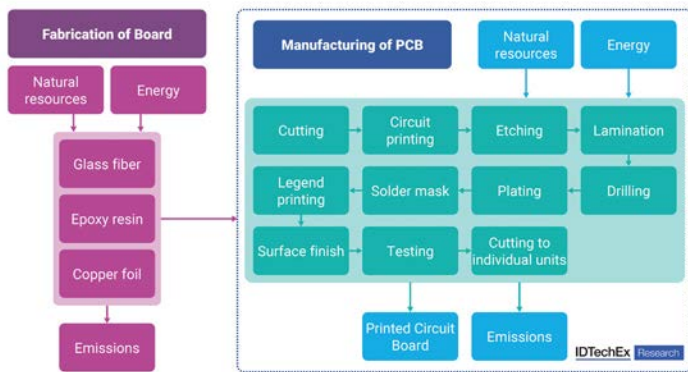 Fabrication of Board
Natural
resources
Energy
Glass fiber
Epoxy resin
Copper foil
Emissions
Manufacturing of PCB
Natural
resources
Energy
Cutting
Circuit
printing
Etching
Lamination
Legend
printing
Solder mask
Plating
Drilling
Surface finish
Testing
Cutting to
individual units
Printed Circuit
Board
Emissions
IDTechEx Research